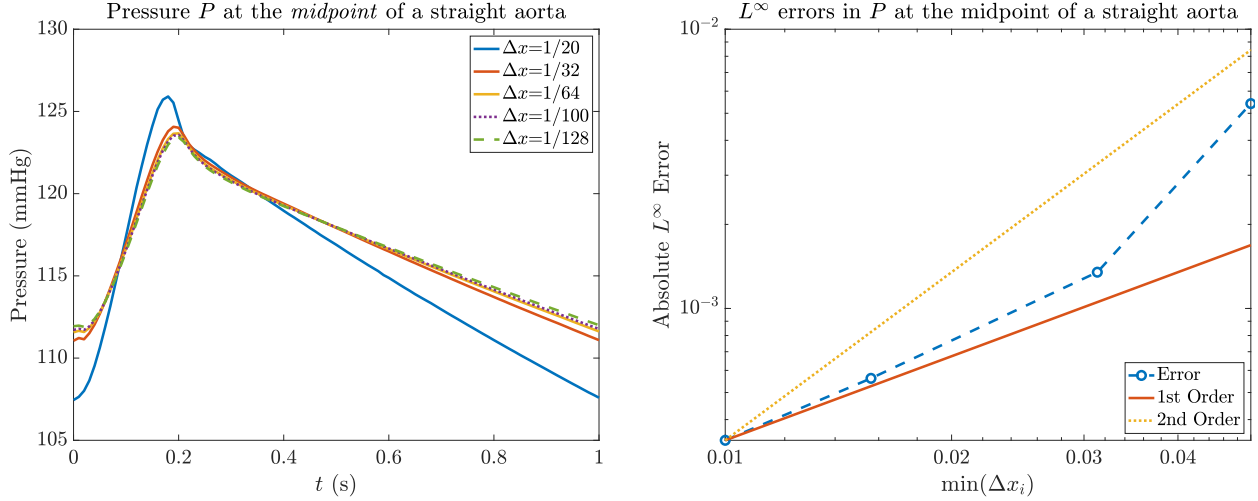 Pressure P at the midpoint of a straight aorta
130
125
120
115
110
105
Pressure (mmHg)
0
0.2
0.4
0.6
0.8
1
t (s)
Δx=1/20
Δx=1/32
Δx=1/64
Δx=1/100
Δx=1/128
L∞ errors in P at the midpoint of a straight aorta
10⁻²
10⁻³
Absolute L∞ Error
0.01
0.02
0.03
0.04
min(Δxᵢ)
Error
1st Order
2nd Order